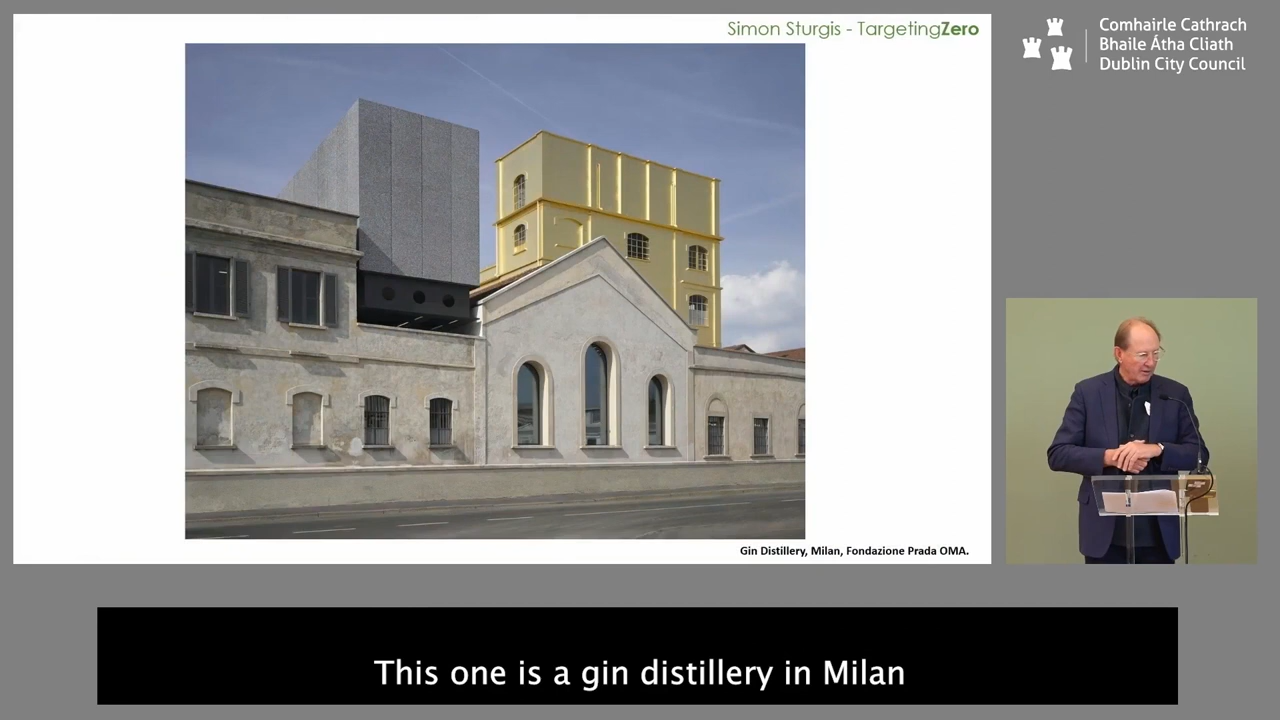 Simon Sturgis - TargetingZero
Comhairle Cathrach
Bhaile Átha Cliath
Dublin City Council
Gin Distillery, Milan, Fondazione Prada OMA.
This one is a gin distillery in Milan